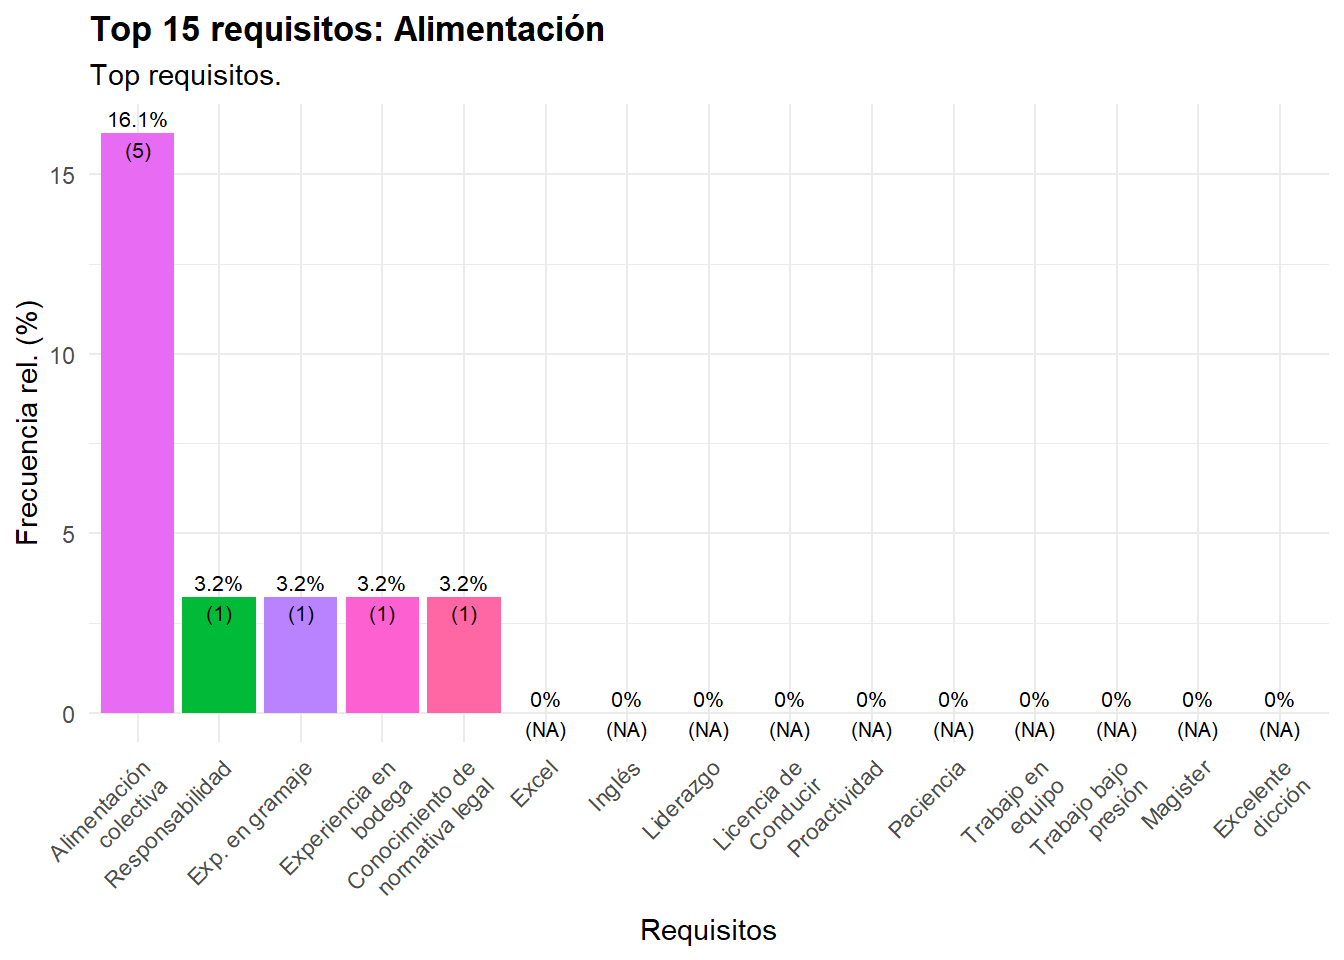 Top 15 requisitos: Alimentación
Top requisitos.
Frecuencia rel. (%)
15
10
5
0
16.1%
(5)
3.2%
(1)
3.2%
(1)
3.2%
(1)
3.2%
(1)
0%
(NA)
0%
(NA)
0%
(NA)
0%
(NA)
0%
(NA)
0%
(NA)
0%
(NA)
0%
(NA)
0%
(NA)
0%
(NA)
Alimentación
colectiva
Responsabilidad
Exp. en gramaje
Experiencia en
bodega
Conocimiento de
normativa legal
Excel
Inglés
Liderazgo
Licencia de
Conducir
Proactividad
Paciencia
Trabajo en
equipo
Trabajo bajo
presión
Magister
Excelente
dicción
Requisitos